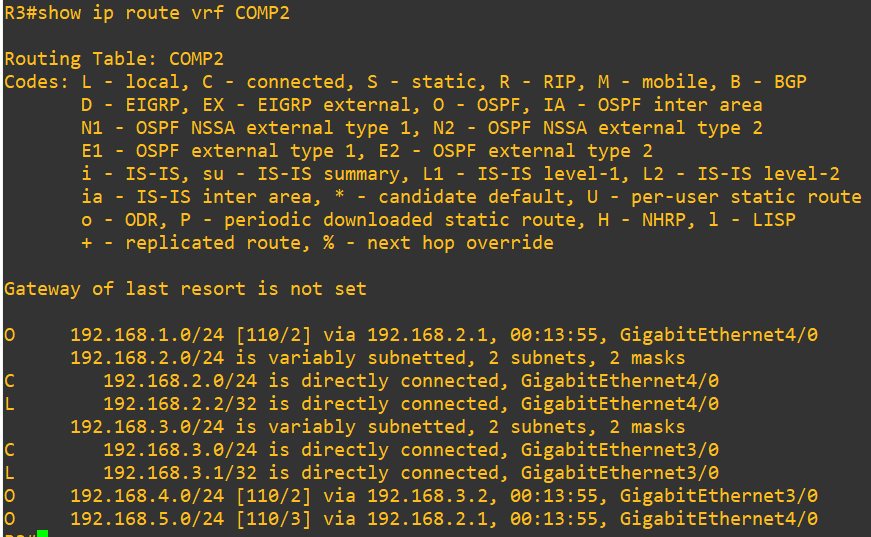 R3#show ip route vrf COMP2

Routing Table: COMP2
Codes: L - local, C - connected, S - static, R - RIP, M - mobile, B - BGP
       D - EIGRP, EX - EIGRP external, O - OSPF, IA - OSPF inter area
       N1 - OSPF NSSA external type 1, N2 - OSPF NSSA external type 2
       E1 - OSPF external type 1, E2 - OSPF external type 2
       i - IS-IS, su - IS-IS summary, L1 - IS-IS level-1, L2 - IS-IS level-2
       ia - IS-IS inter area, * - candidate default, U - per-user static route
       o - ODR, P - periodic downloaded static route, H - NHRP, l - LISP
       + - replicated route, % - next hop override

Gateway of last resort is not set

O     192.168.1.0/24 [110/2] via 192.168.2.1, 00:13:55, GigabitEthernet4/0
      192.168.2.0/24 is variably subnetted, 2 subnets, 2 masks
C        192.168.2.0/24 is directly connected, GigabitEthernet4/0
L        192.168.2.2/32 is directly connected, GigabitEthernet4/0
      192.168.3.0/24 is variably subnetted, 2 subnets, 2 masks
C        192.168.3.0/24 is directly connected, GigabitEthernet3/0
L        192.168.3.1/32 is directly connected, GigabitEthernet3/0
O     192.168.4.0/24 [110/2] via 192.168.3.2, 00:13:55, GigabitEthernet3/0
O     192.168.5.0/24 [110/3] via 192.168.2.1, 00:13:55, GigabitEthernet4/0